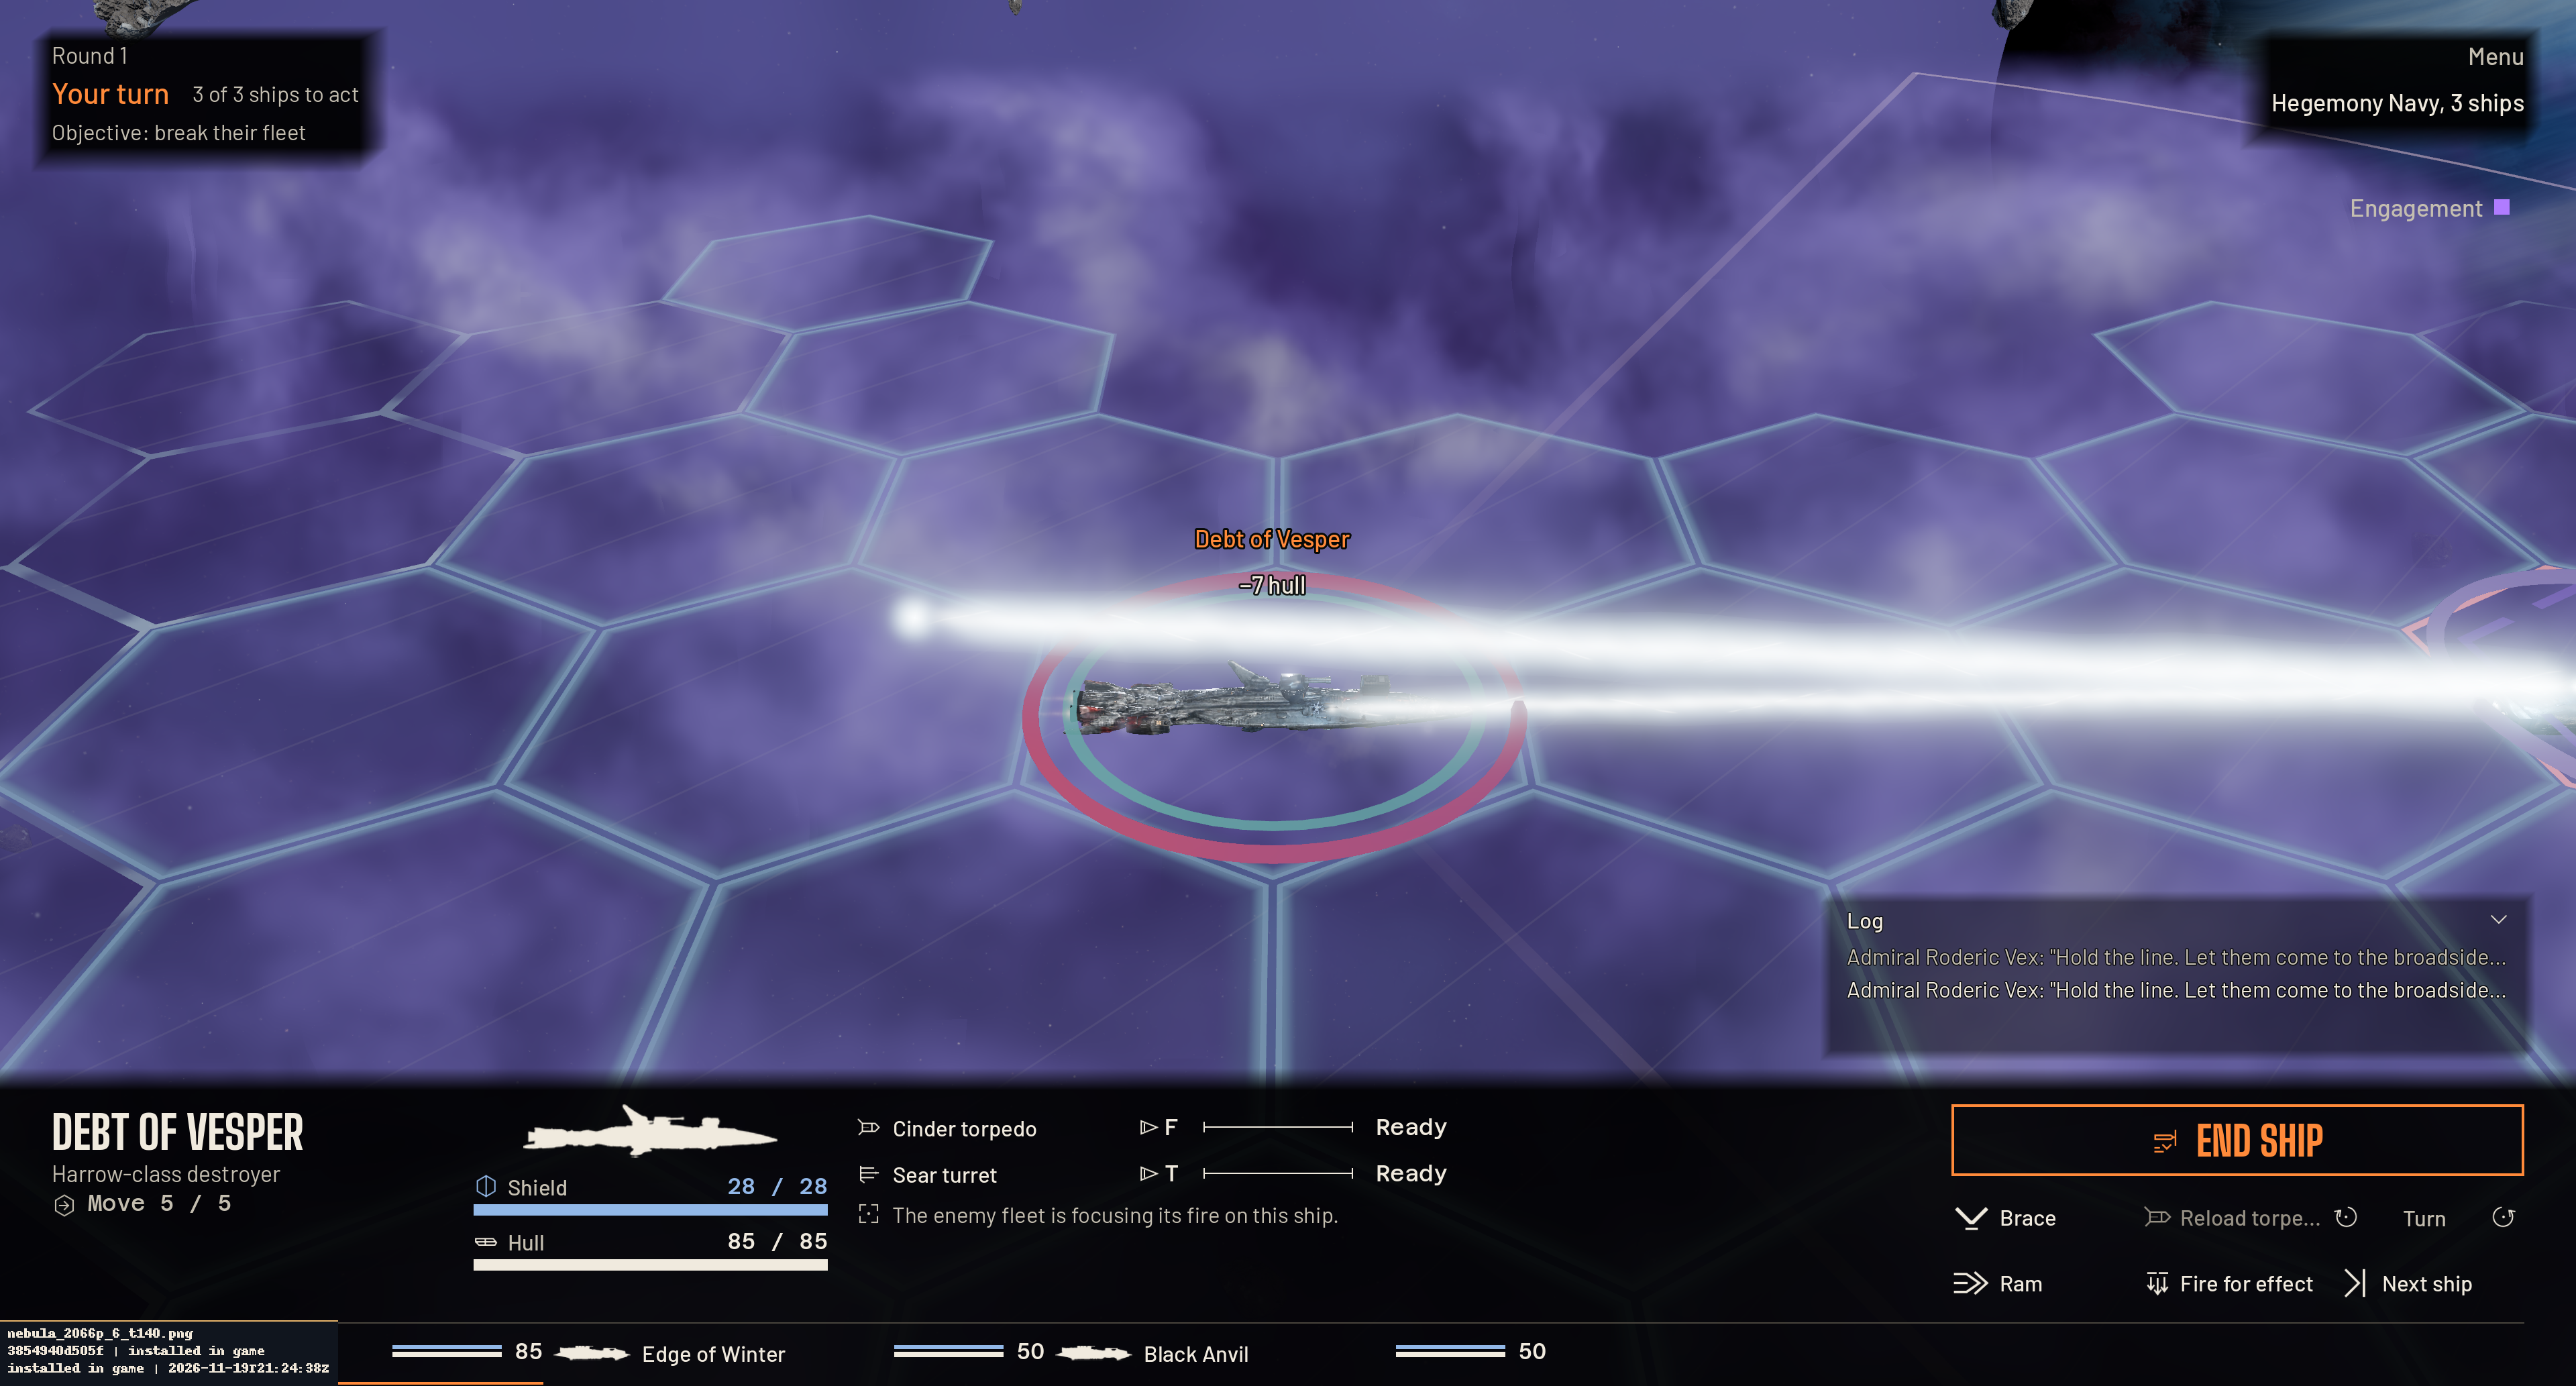 Round 1
Your turn 3 of 3 ships to act
Objective: break their fleet
Menu
Hegemony Navy, 3 ships
Engagement
Debt of Vesper
-7 hull
Log
Admiral Roderic Vex: "Hold the line. Let them come to the broadside...
Admiral Roderic Vex: "Hold the line. Let them come to the broadside...
DEBT OF VESPER
Harrow-class destroyer
Move 5 / 5
Shield 28 / 28
Hull 85 / 85
Cinder torpedo F Ready
Sear turret T Ready
The enemy fleet is focusing its fire on this ship.
END SHIP
Brace Reload torpe... Turn
Ram Fire for effect Next ship
nebula_2066p_6_t140.png
3854940d505f | installed in game
installed in game | 2026-11-19T21:24:38Z
85 Edge of Winter 50 Black Anvil 50